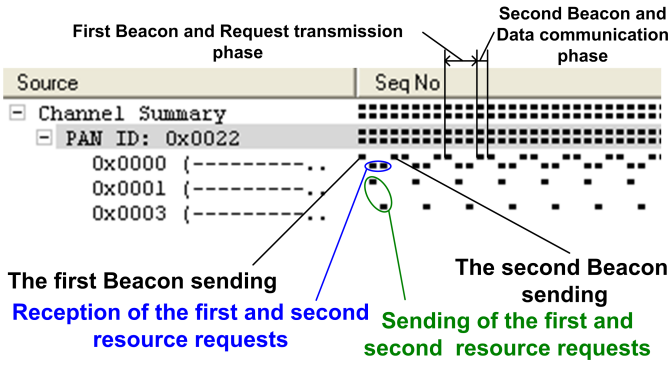 First Beacon and Request transmission
phase
Second Beacon and
Data communication
phase
Source Seq No
Channel Summary
PAN ID: 0x0022
0x0000 (---------..
0x0001 (---------..
0x0003 (---------..
The first Beacon sending
Reception of the first and second
resource requests
The second Beacon
sending
Sending of the first and
second resource requests